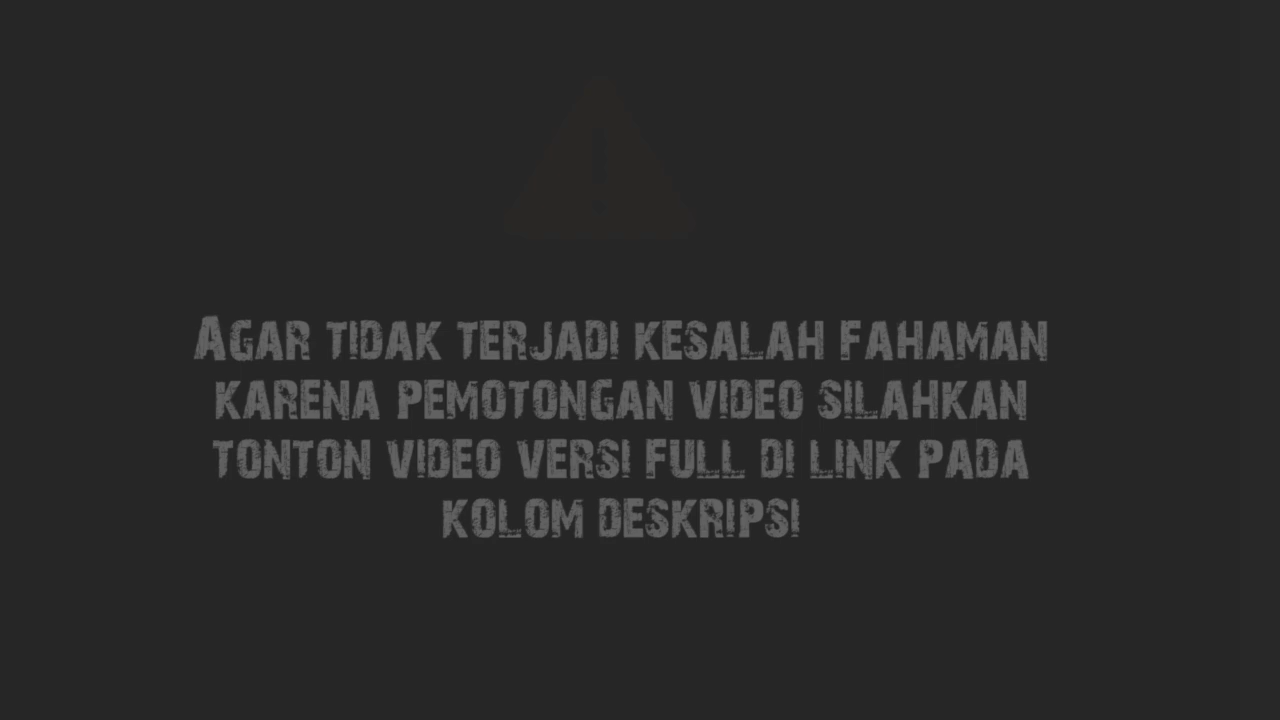 Agar tidak terjadi kesalah fahaman
karena pemotongan video silahkan
tonton video versi full di link pada
kolom deskripsi